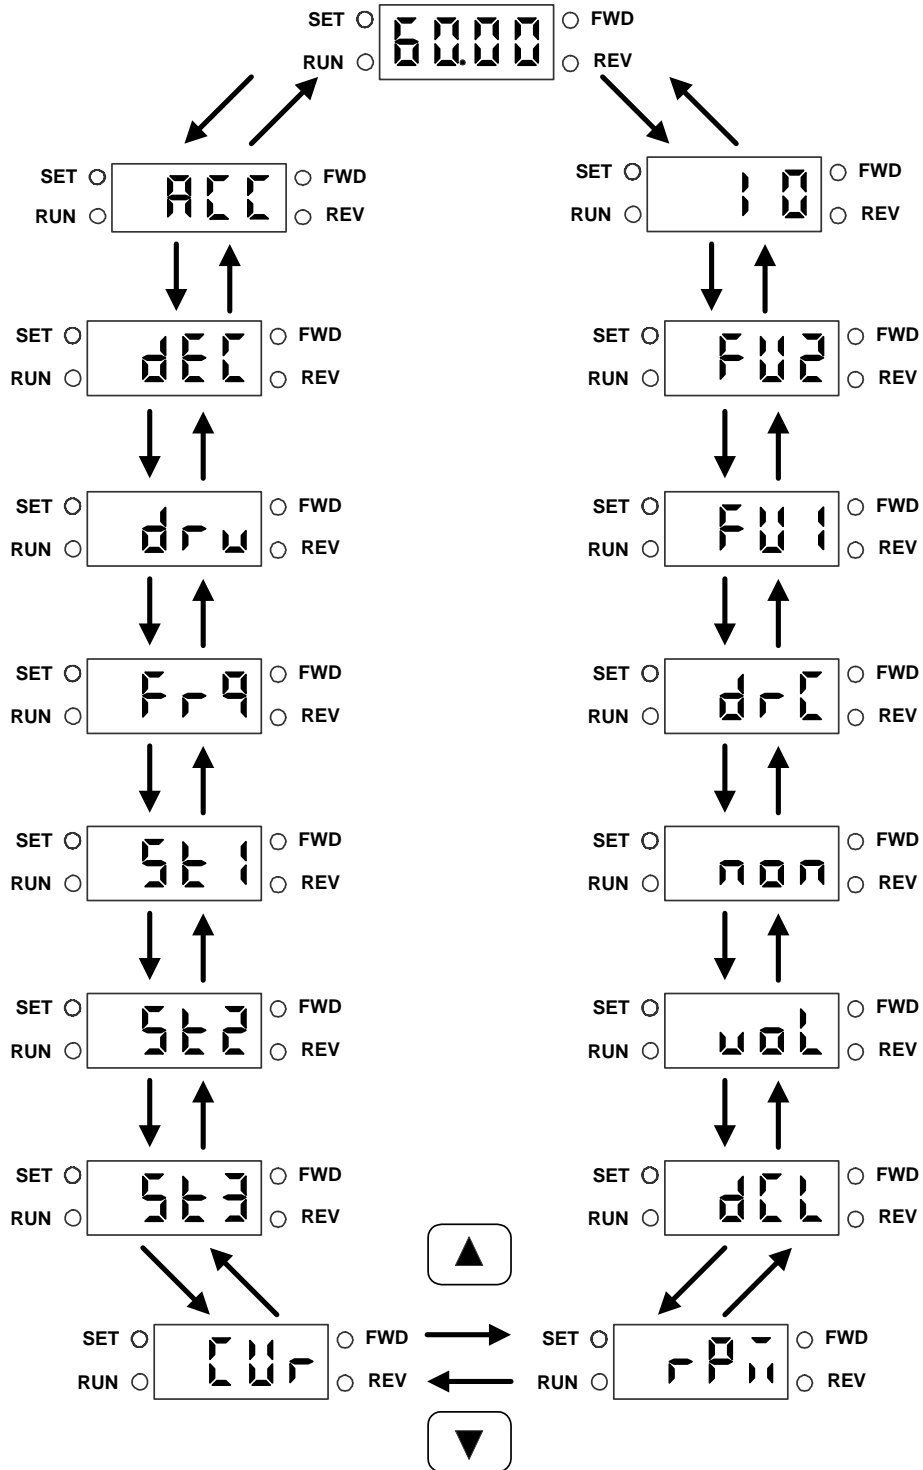 SET 60.00 FWD
RUN REV
SET ACC FWD
RUN REV
SET I O FWD
RUN REV
SET dEC FWD
RUN REV
SET FU2 FWD
RUN REV
SET drv FWD
RUN REV
SET FU1 FWD
RUN REV
SET Frq FWD
RUN REV
SET drC FWD
RUN REV
SET St1 FWD
RUN REV
SET non FWD
RUN REV
SET St2 FWD
RUN REV
SET voL FWD
RUN REV
SET St3 FWD
RUN REV
SET dCL FWD
RUN REV
SET CUr FWD
RUN REV
SET rPm FWD
RUN REV